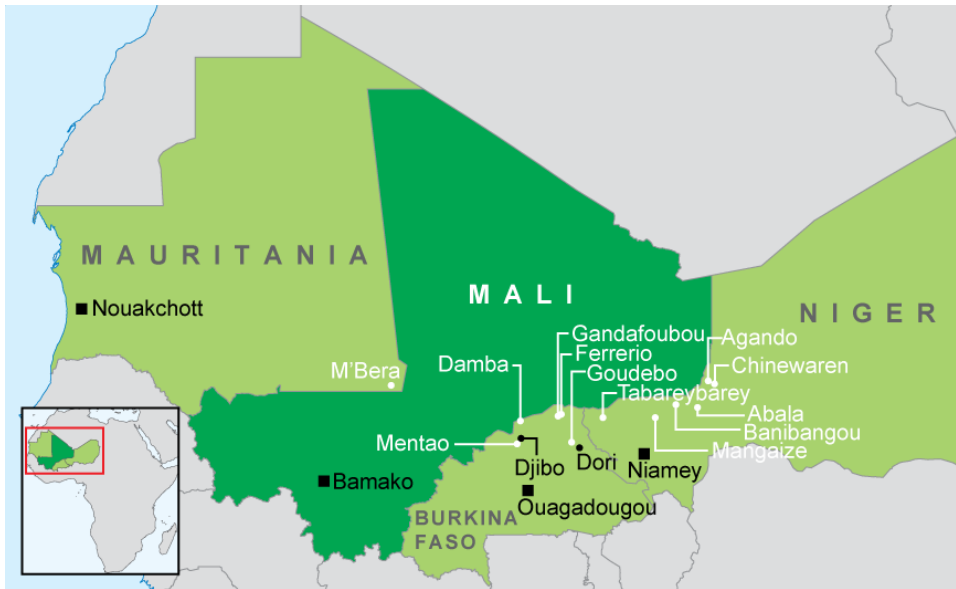 MAURITANIA
Nouakchott
MALI
NIGER
Gandafoubou
Agando
Ferrerio
Damba
Chinewaren
M'Bera
Goudebo
Tabareybarey
Abala
Banibangou
Mentao
Mangaize
Djibo
Dori
Niamey
Bamako
Ouagadougou
BURKINA
FASO